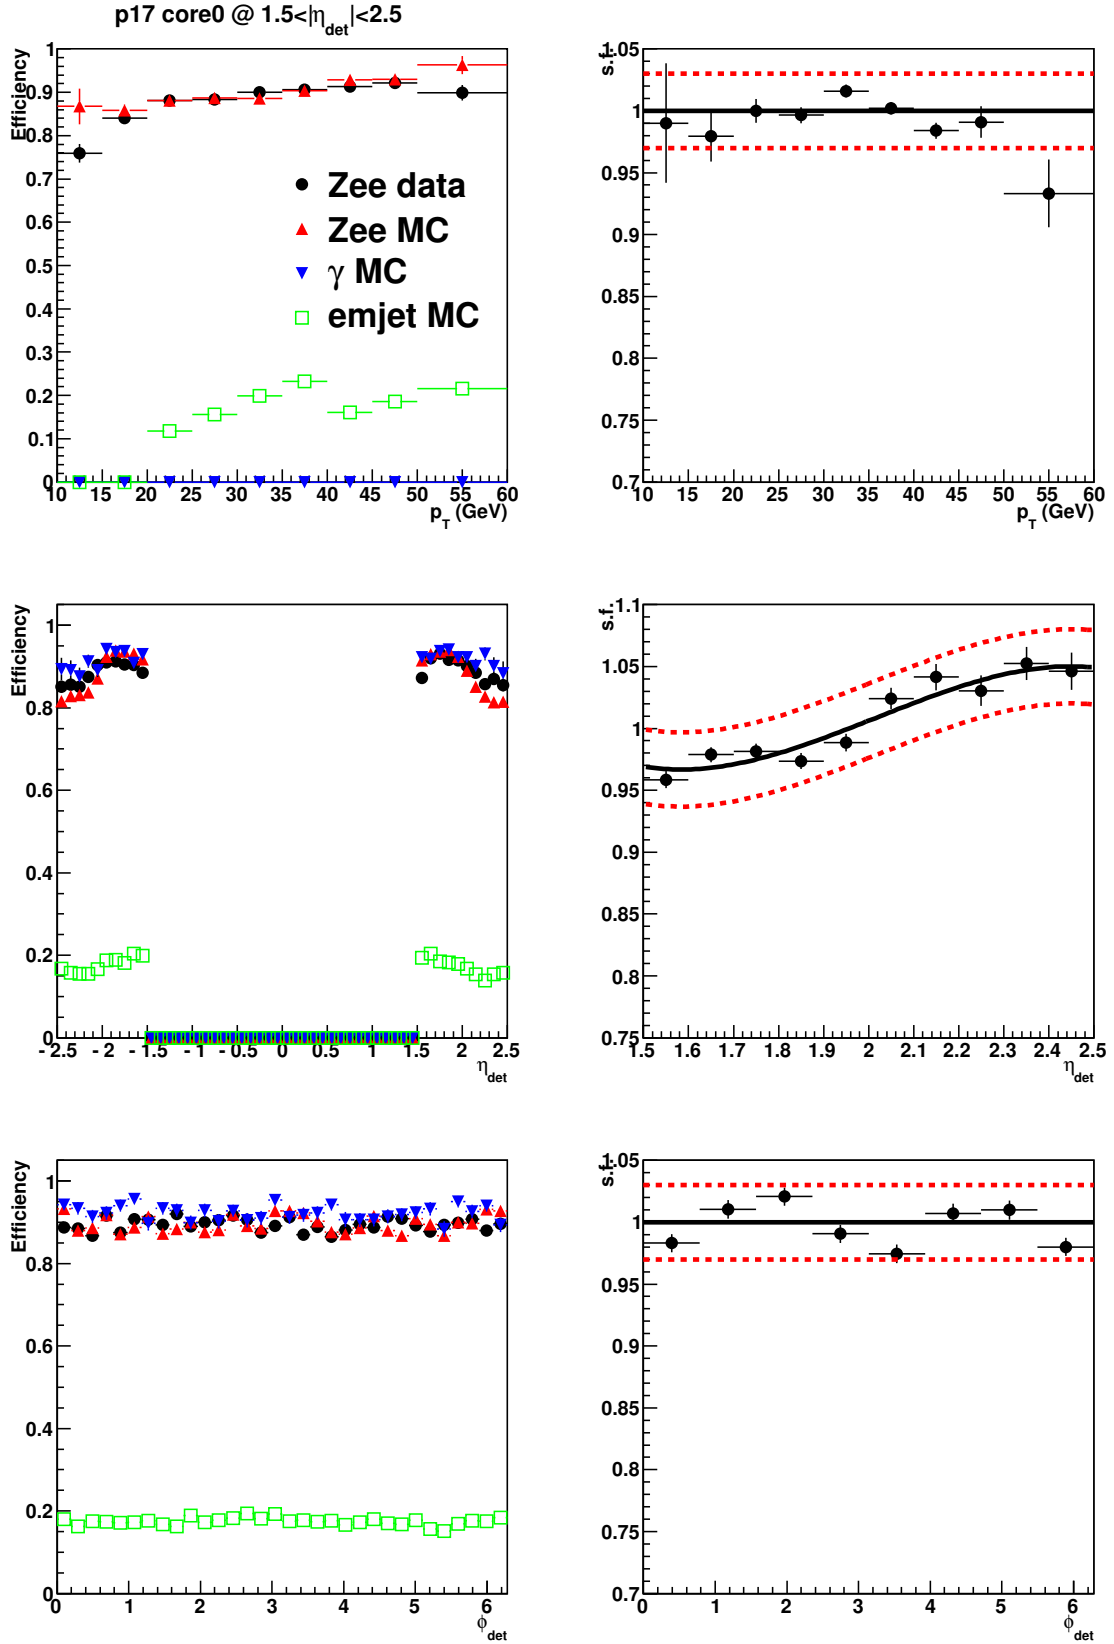 p17 core0 @ 1.5<|η_det|<2.5
Efficiency
1
0.9
0.8
0.7
0.6
0.5
0.4
0.3
0.2
0.1
0
10 15 20 25 30 35 40 45 50 55 60
p_T (GeV)
Zee data
Zee MC
γ MC
emjet MC
s.f.
1.05
1
0.95
0.9
0.85
0.8
0.75
0.7
10 15 20 25 30 35 40 45 50 55 60
p_T (GeV)
Efficiency
1
0.8
0.6
0.4
0.2
0
-2.5 -2 -1.5 -1 -0.5 0 0.5 1 1.5 2 2.5
η_det
s.f.
1.1
1.05
1
0.95
0.9
0.85
0.8
0.75
1.5 1.6 1.7 1.8 1.9 2 2.1 2.2 2.3 2.4 2.5
η_det
Efficiency
1
0.8
0.6
0.4
0.2
0
0 1 2 3 4 5 6
ϕ_det
s.f.
1.05
1
0.95
0.9
0.85
0.8
0.75
0.7
0 1 2 3 4 5 6
ϕ_det